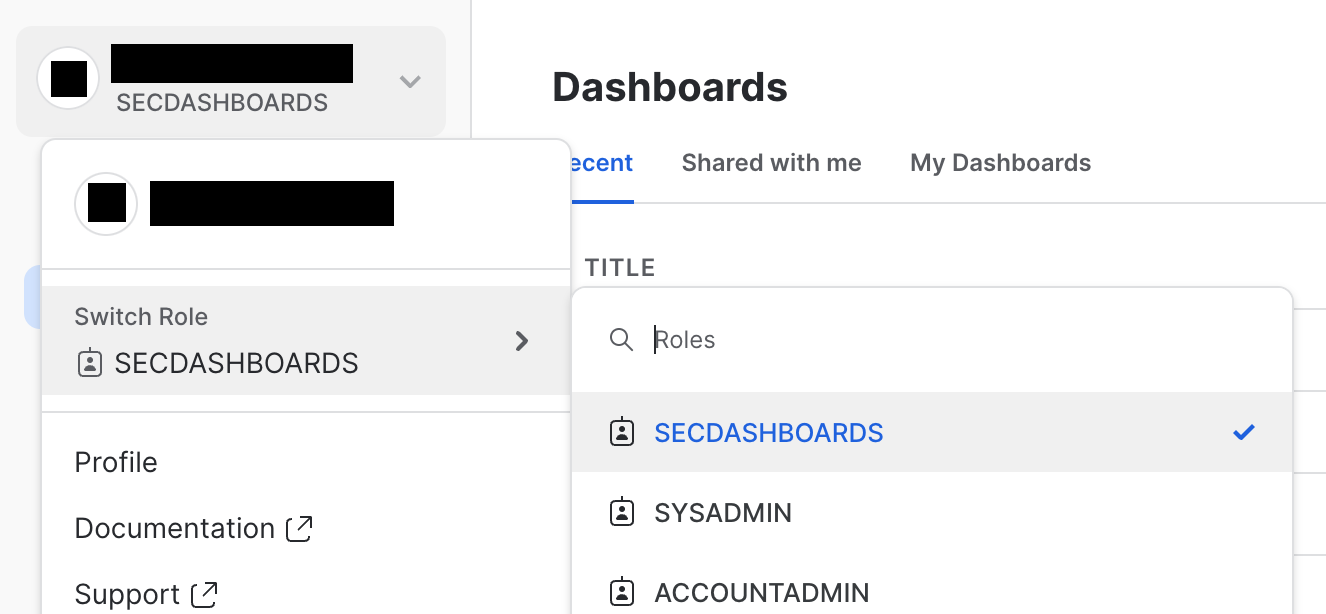 SECDASHBOARDS
Switch Role
SECDASHBOARDS
Profile
Documentation
Support
Dashboards
ecent
Shared with me
My Dashboards
TITLE
Roles
SECDASHBOARDS
SYSADMIN
ACCOUNTADMIN